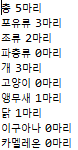 총 5마리
포유류 3마리
조류 2마리
파충류 0마리
개 3마리
고양이 0마리
앵무새 1마리
닭 1마리
이구아나 0마리
카멜레온 0마리